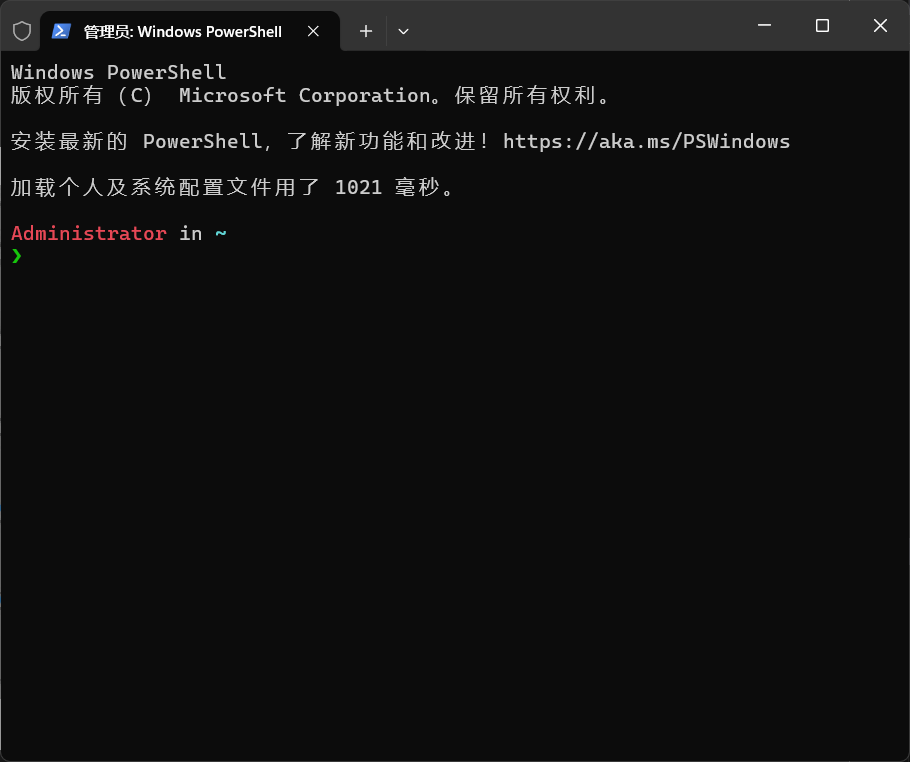 管理员: Windows PowerShell
Windows PowerShell
版权所有（C） Microsoft Corporation。保留所有权利。
安装最新的 PowerShell，了解新功能和改进！https://aka.ms/PSWindows
加载个人及系统配置文件用了 1021 毫秒。
Administrator in ~
❯